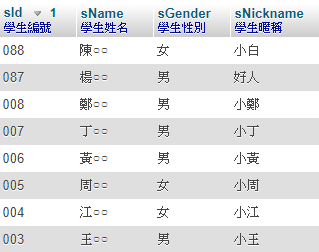 sId 1 sName sGender sNickname
學生編號 學生姓名 學生性別 學生暱稱
088 陳○○ 女 小白
087 楊○○ 男 好人
008 鄭○○ 男 小鄭
007 丁○○ 男 小丁
006 黃○○ 男 小黃
005 周○○ 女 小周
004 江○○ 女 小江
003 王○○ 男 小王